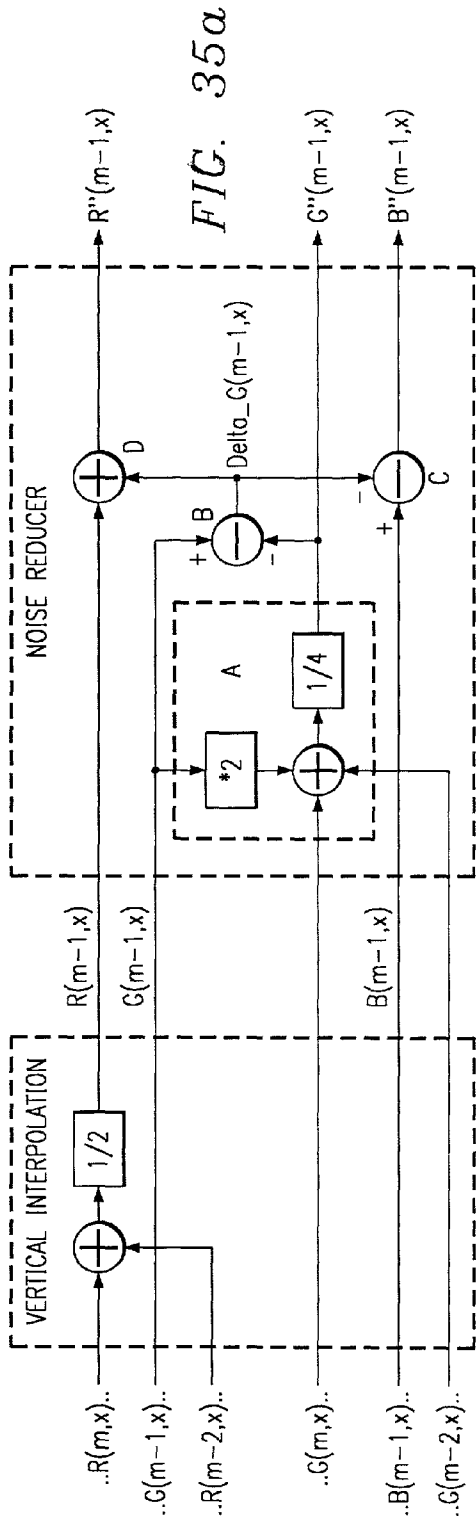 FIG. 35a
VERTICAL INTERPOLATION
NOISE REDUCER
..R(m,x)..
..G(m-1,x)..
..R(m-2,x)..
..G(m,x)..
..B(m-1,x)..
..G(m-2,x)..
+
1/2
R(m-1,x)
G(m-1,x)
B(m-1,x)
*2
+
1/4
A
+
B
−
-
Delta_G(m-1,x)
+
D
-
+
−
C
R''(m-1,x)
G''(m-1,x)
B''(m-1,x)